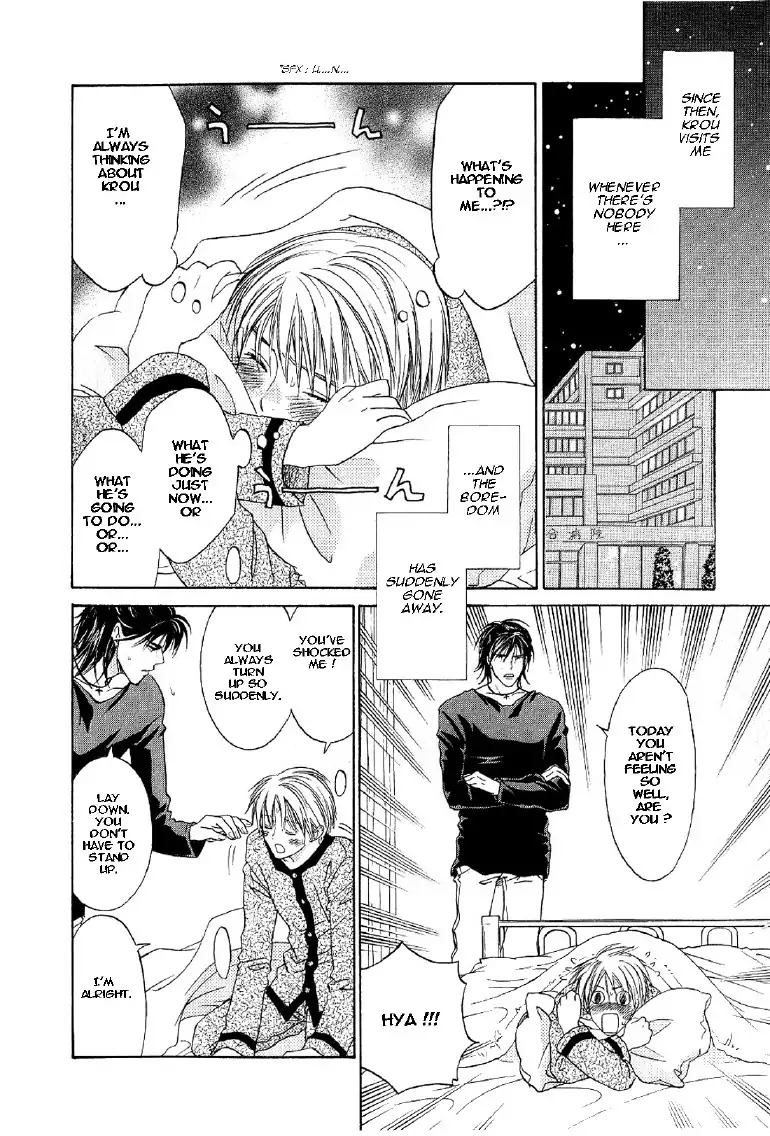 SINCE
THEN,
KROU
VISITS
ME
WHENEVER
THERE'S
NOBODY
HERE
...
合病院
*SFX : U...N...
うーん
WHAT'S
HAPPENING
TO
ME...?!?
I'M
ALWAYS
THINKING
ABOUT
KROU
...
WHAT
HE'S
DOING
JUST
NOW...
OR
WHAT
HE'S
GOING
TO DO...
OR...
OR...
うーん
...AND
THE
BORE-
DOM
HAS
SUDDENLY
GONE
AWAY.
TODAY
YOU
AREN'T
FEELING
SO
WELL,
ARE
YOU ?
HYA !!!
YOU'VE
SHOCKED
ME !
YOU
ALWAYS
TURN
UP SO
SUDDENLY.
LAY
DOWN.
YOU
DON'T
HAVE TO
STAND
UP.
I'M
ALRIGHT.